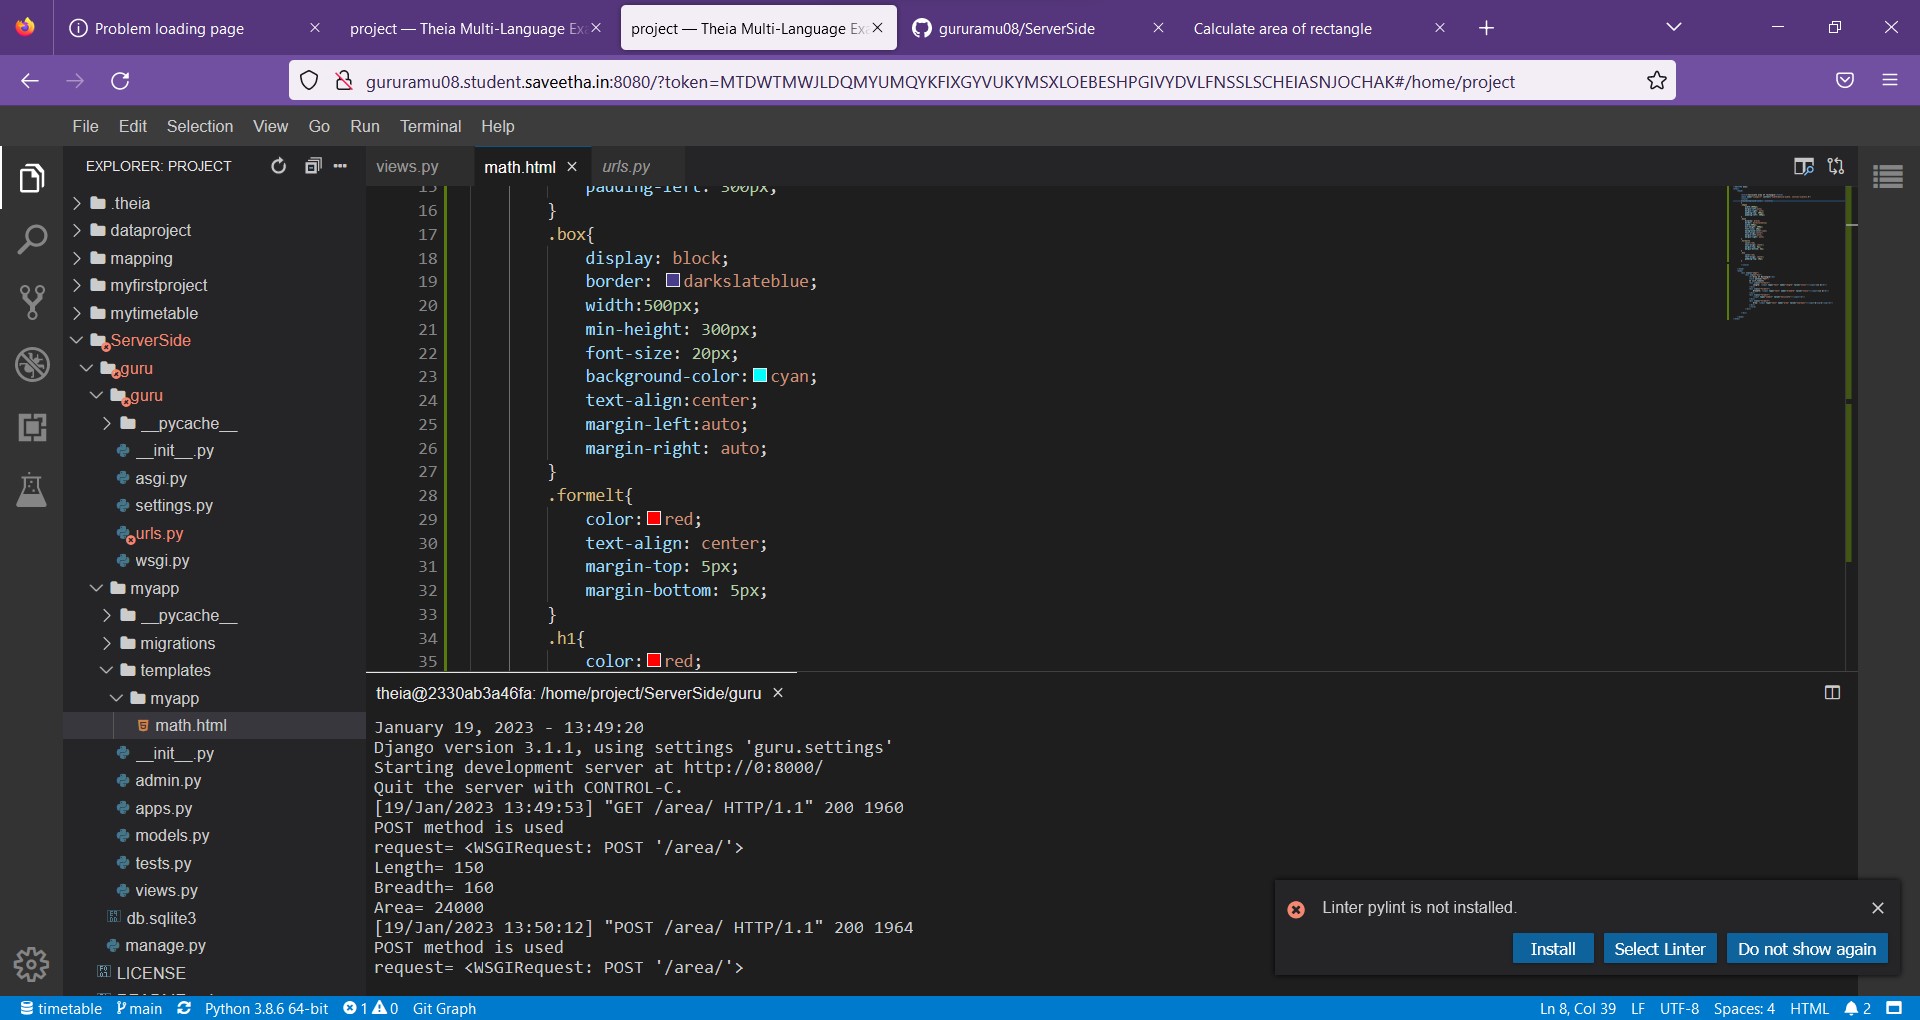 Problem loading page
project — Theia Multi-Language Ex
project — Theia Multi-Language Ex
gururamu08/ServerSide
Calculate area of rectangle
gururamu08.student.saveetha.in:8080/?token=MTDWTMWJLDQMYUMQYKFIXGYVUKYMSXLOEBESHPGIVYDVLFNSSLSCHEIASNJOCHAK#/home/project
File Edit Selection View Go Run Terminal Help
EXPLORER: PROJECT
.theia
dataproject
mapping
myfirstproject
mytimetable
ServerSide
guru
guru
__pycache__
__init__.py
asgi.py
settings.py
urls.py
wsgi.py
myapp
__pycache__
migrations
templates
myapp
math.html
__init__.py
admin.py
apps.py
models.py
tests.py
views.py
db.sqlite3
manage.py
LICENSE
views.py
math.html
urls.py
15 padding-left: 300px;
16 }
17 .box{
18 display: block;
19 border: darkslateblue;
20 width:500px;
21 min-height: 300px;
22 font-size: 20px;
23 background-color: cyan;
24 text-align:center;
25 margin-left:auto;
26 margin-right: auto;
27 }
28 .formelt{
29 color: red;
30 text-align: center;
31 margin-top: 5px;
32 margin-bottom: 5px;
33 }
34 .h1{
35 color: red;
theia@2330ab3a46fa: /home/project/ServerSide/guru
January 19, 2023 - 13:49:20
Django version 3.1.1, using settings 'guru.settings'
Starting development server at http://0:8000/
Quit the server with CONTROL-C.
[19/Jan/2023 13:49:53] "GET /area/ HTTP/1.1" 200 1960
POST method is used
request= <WSGIRequest: POST '/area/'>
Length= 150
Breadth= 160
Area= 24000
[19/Jan/2023 13:50:12] "POST /area/ HTTP/1.1" 200 1964
POST method is used
request= <WSGIRequest: POST '/area/'>
Linter pylint is not installed.
Install
Select Linter
Do not show again
timetable main Python 3.8.6 64-bit 1 0 Git Graph
Ln 8, Col 39 LF UTF-8 Spaces: 4 HTML 2